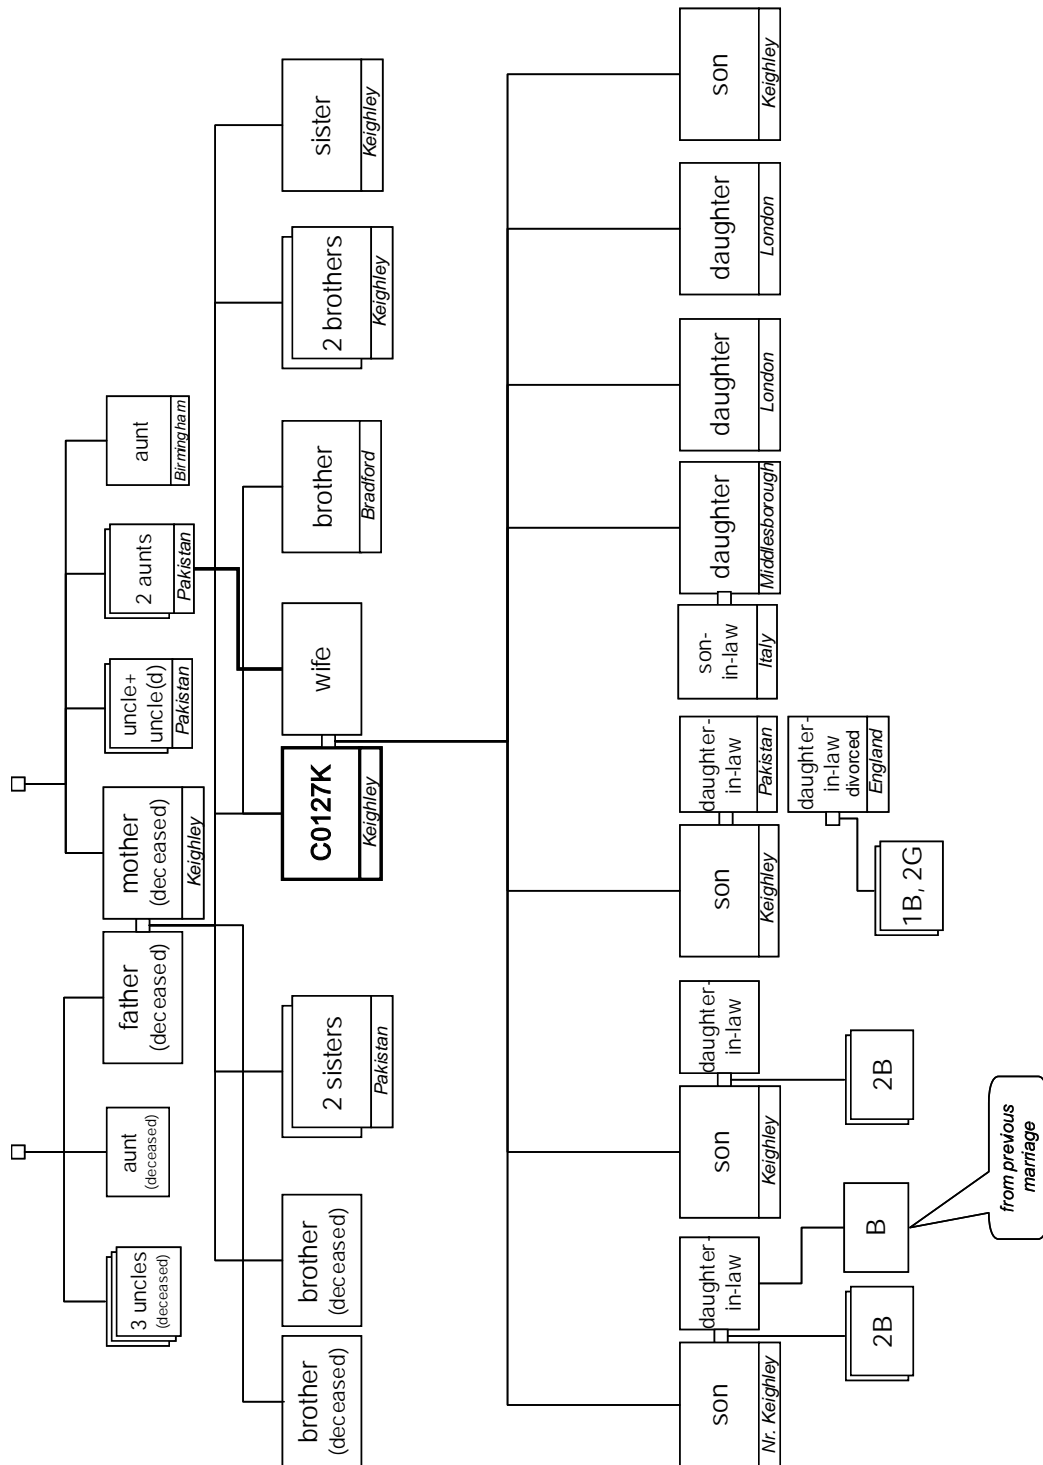 3 uncles
(deceased)
aunt
(deceased)
father
(deceased)
mother
(deceased)
Keighley
uncle+
uncle(d)
Pakistan
2 aunts
Pakistan
aunt
Birmingham
brother
(deceased)
brother
(deceased)
2 sisters
Pakistan
C0127K
Keighley
wife
brother
Bradford
2 brothers
Keighley
sister
Keighley
son
Nr. Keighley
daughter-
in-law
son
Keighley
daughter-
in-law
son
Keighley
daughter-
in-law
Pakistan
son-
in-law
Italy
daughter
Middlesborough
daughter
London
daughter
London
son
Keighley
daughter-
in-law
divorced
England
2B
B
2B
1B, 2G
from previous
marriage